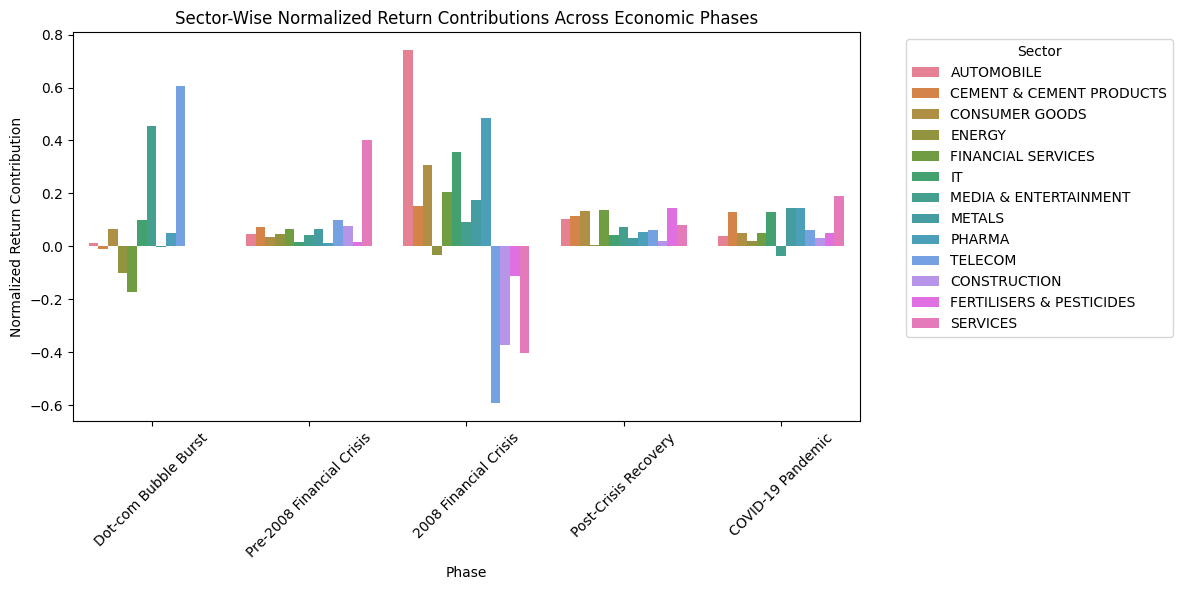 Sector-Wise Normalized Return Contributions Across Economic Phases
Normalized Return Contribution
0.8
0.6
0.4
0.2
0.0
−0.2
−0.4
−0.6
Dot-com Bubble Burst
Pre-2008 Financial Crisis
2008 Financial Crisis
Post-Crisis Recovery
COVID-19 Pandemic
Phase
Sector
AUTOMOBILE
CEMENT & CEMENT PRODUCTS
CONSUMER GOODS
ENERGY
FINANCIAL SERVICES
IT
MEDIA & ENTERTAINMENT
METALS
PHARMA
TELECOM
CONSTRUCTION
FERTILISERS & PESTICIDES
SERVICES